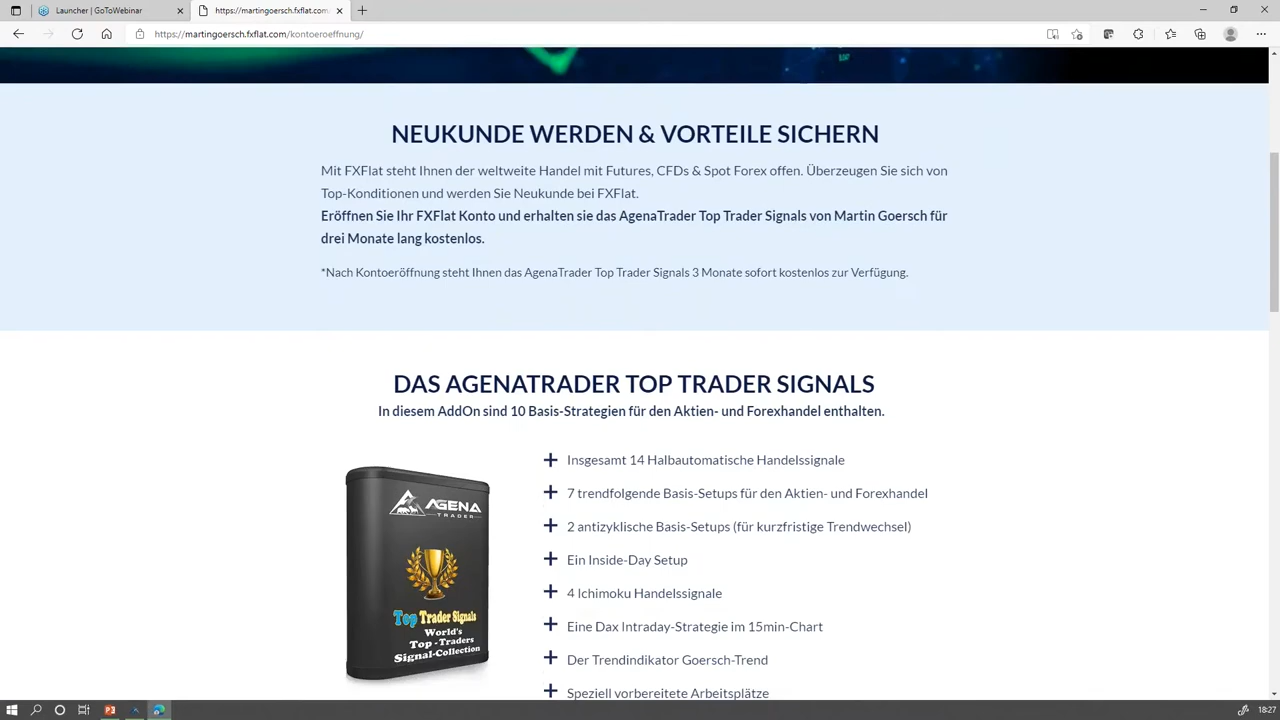 Launcher | GoToWebinar
https://martingoersch.fxflat.com
https://martingoersch.fxflat.com/kontoeroeffnung/
NEUKUNDE WERDEN & VORTEILE SICHERN
Mit FXFlat steht Ihnen der weltweite Handel mit Futures, CFDs & Spot Forex offen. Überzeugen Sie sich von
Top-Konditionen und werden Sie Neukunde bei FXFlat.
Eröffnen Sie Ihr FXFlat Konto und erhalten sie das AgenaTrader Top Trader Signals von Martin Goersch für
drei Monate lang kostenlos.
*Nach Kontoeröffnung steht Ihnen das AgenaTrader Top Trader Signals 3 Monate sofort kostenlos zur Verfügung.
DAS AGENATRADER TOP TRADER SIGNALS
In diesem AddOn sind 10 Basis-Strategien für den Aktien- und Forexhandel enthalten.
AGENA
TRADER
Top Trader Signals
World's
Top - Traders
Signal-Collection
Insgesamt 14 Halbautomatische Handelssignale
7 trendfolgende Basis-Setups für den Aktien- und Forexhandel
2 antizyklische Basis-Setups (für kurzfristige Trendwechsel)
Ein Inside-Day Setup
4 Ichimoku Handelssignale
Eine Dax Intraday-Strategie im 15min-Chart
Der Trendindikator Goersch-Trend
Speziell vorbereitete Arbeitsplätze
18:27